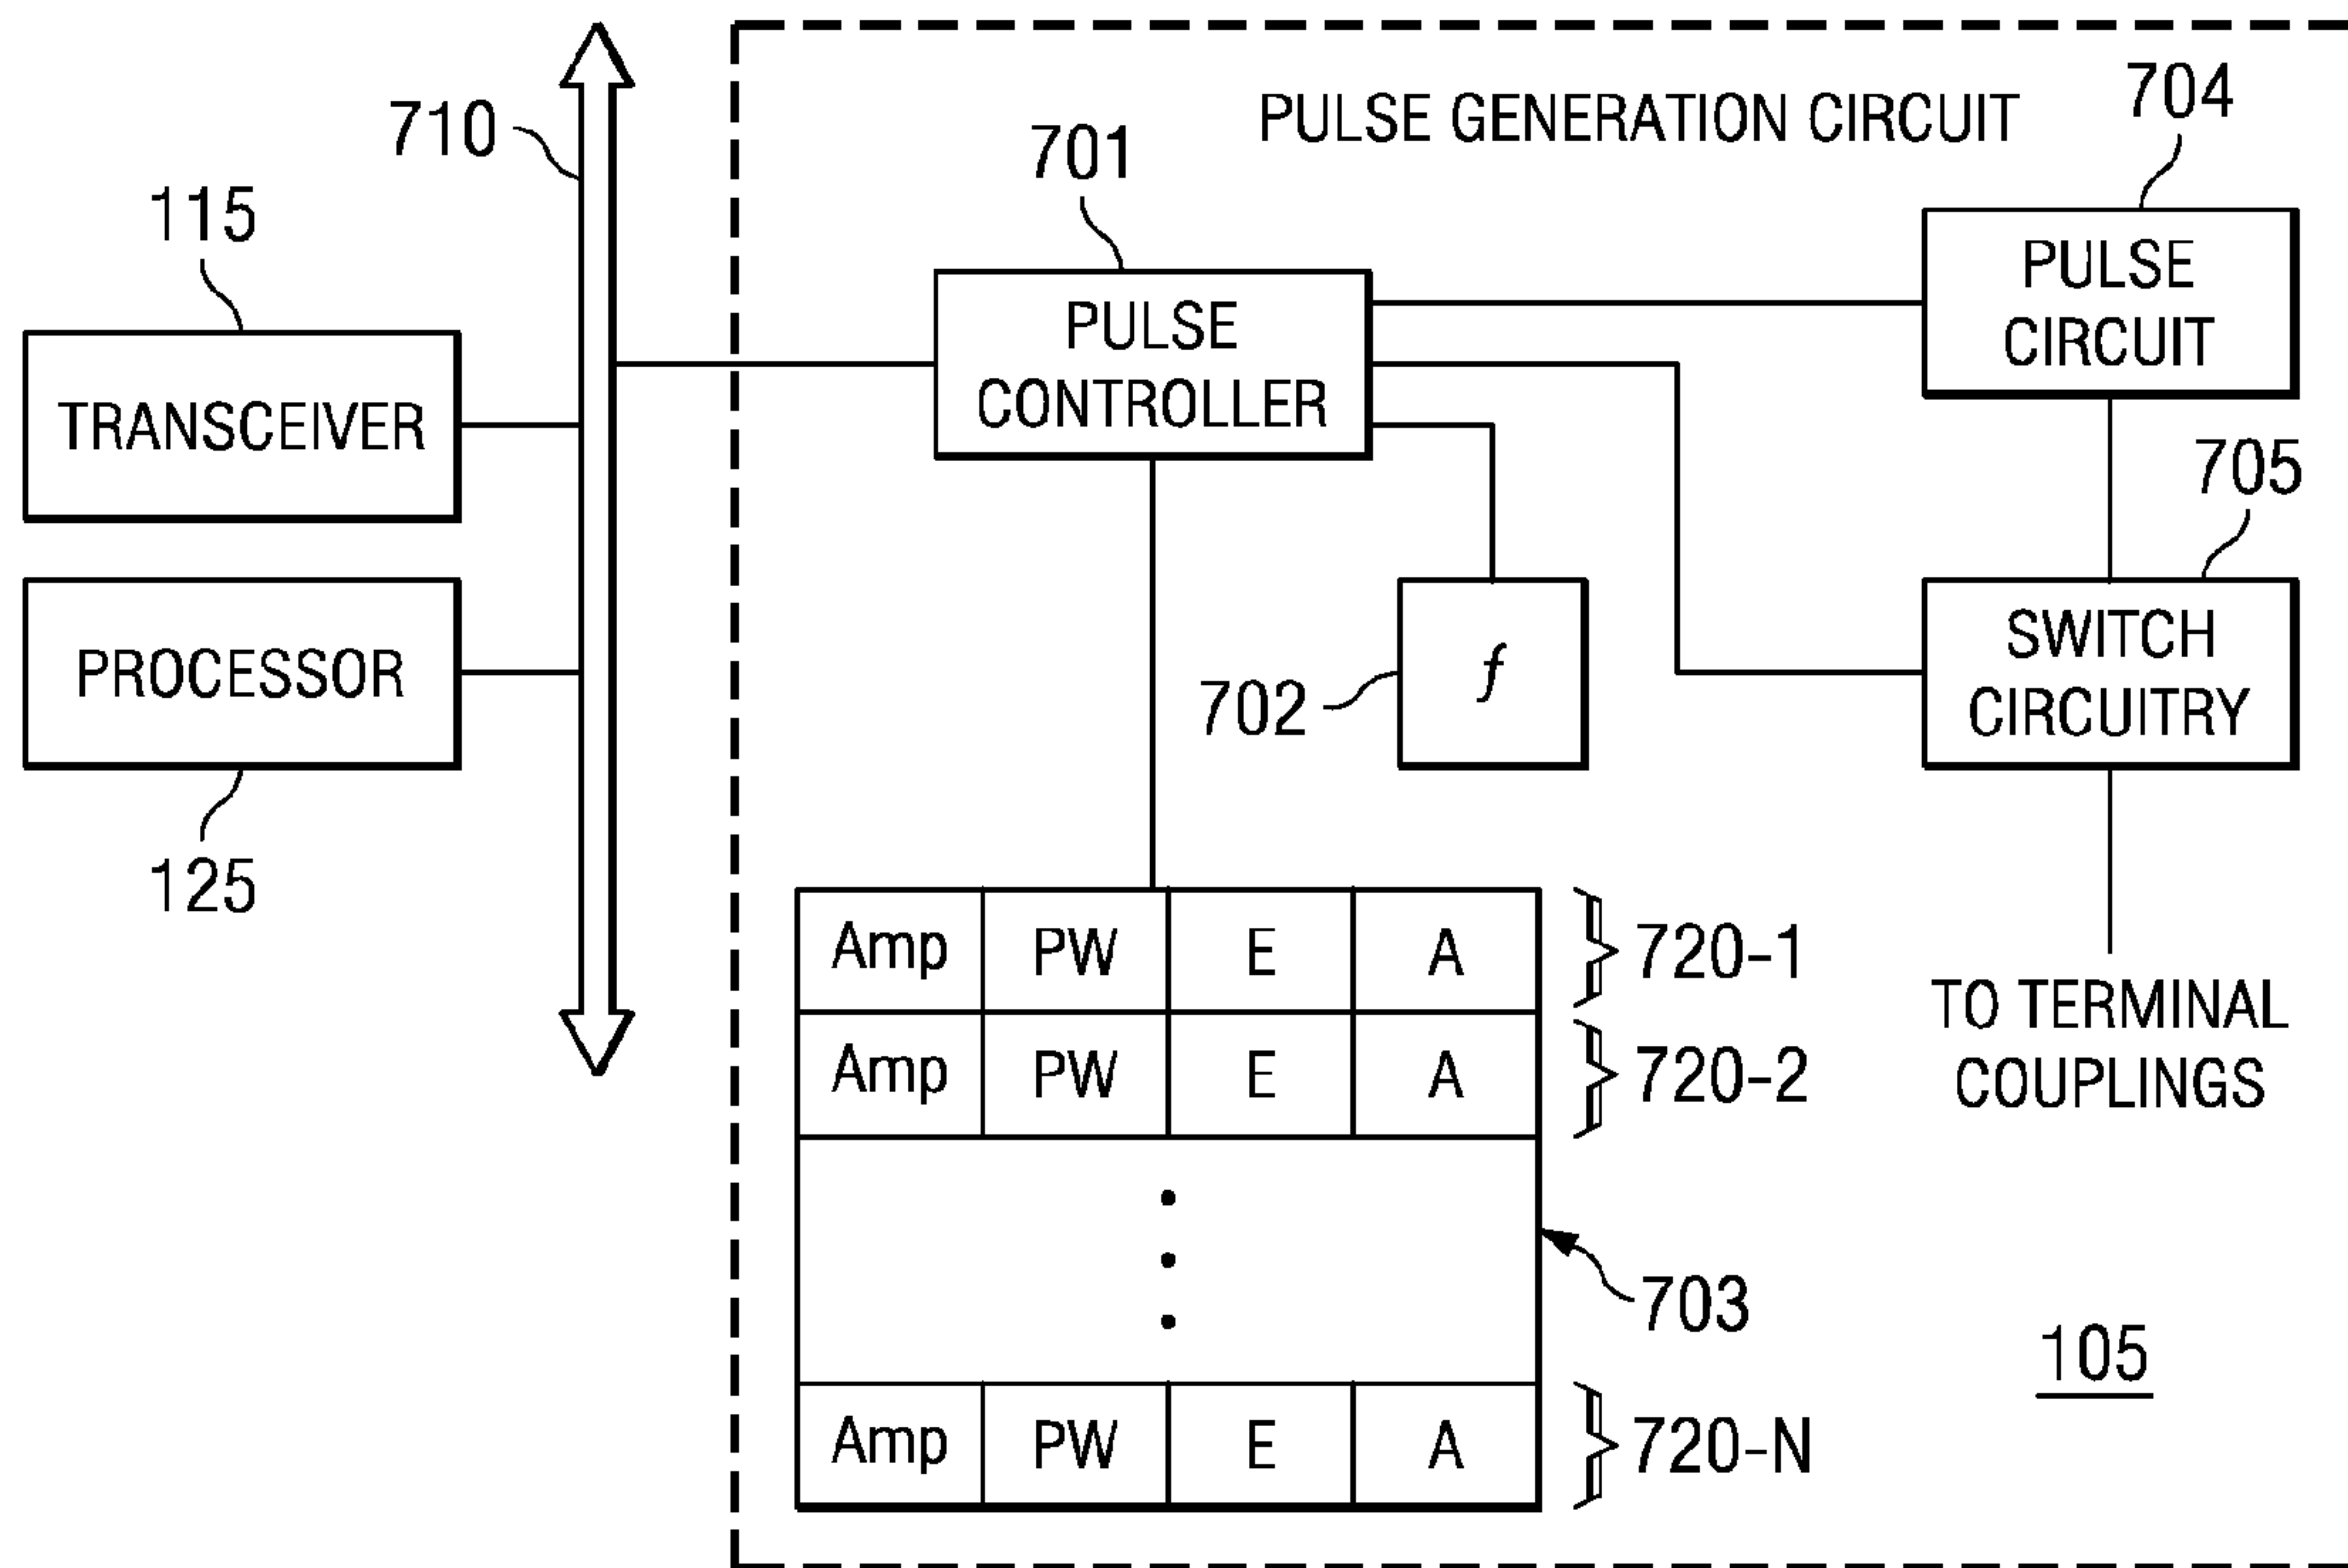 710
115
TRANSCEIVER
PROCESSOR
125
PULSE GENERATION CIRCUIT
701
PULSE
CONTROLLER
704
PULSE
CIRCUIT
705
SWITCH
CIRCUITRY
702
f
TO TERMINAL
COUPLINGS
Amp PW E A 720-1
Amp PW E A 720-2
703
Amp PW E A 720-N
105